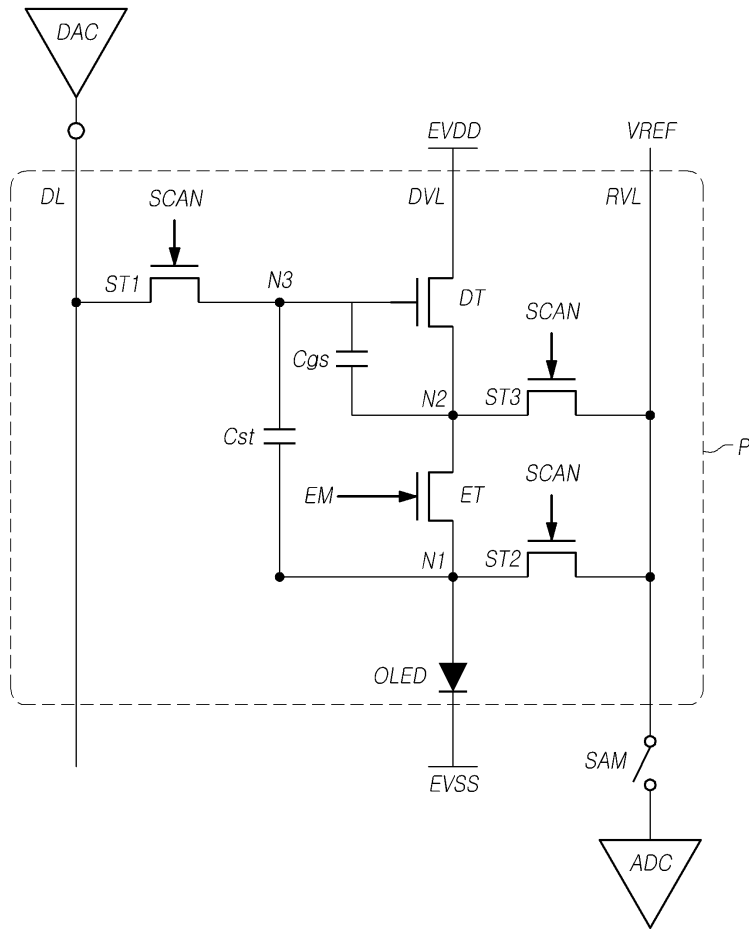 DAC
EVDD
VREF
DL
SCAN
DVL
RVL
ST1
N3
DT
SCAN
Cgs
N2
ST3
Cst
P
SCAN
EM
ET
N1
ST2
OLED
SAM
EVSS
ADC